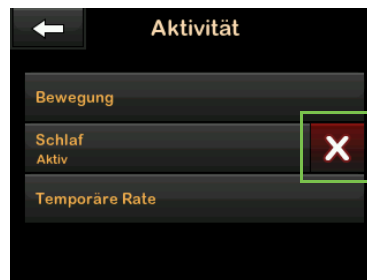 Aktivität
Bewegung
Schlaf
Aktiv
Temporäre Rate